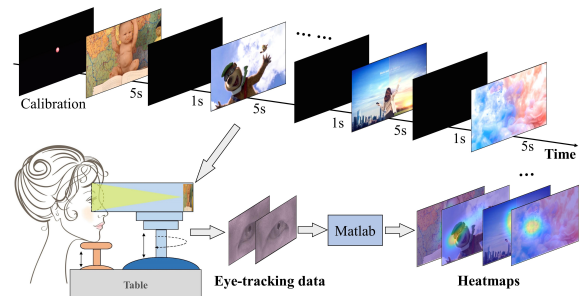 ... ...
Calibration
5s
1s
5s
1s
5s
1s
5s
Time
...
Matlab
Table
Eye-tracking data
Heatmaps